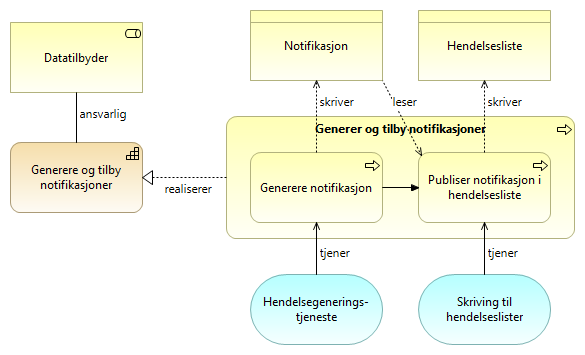 Datatilbyder
Notifikasjon
Hendelsesliste
ansvarlig
skriver
leser
skriver
Generer og tilby notifikasjoner
Generere og tilby
notifikasjoner
realiserer
Generere notifikasjon
Publiser notifikasjon i
hendelsesliste
tjener
tjener
Hendelsegenerings-
tjeneste
Skriving til
hendelseslister